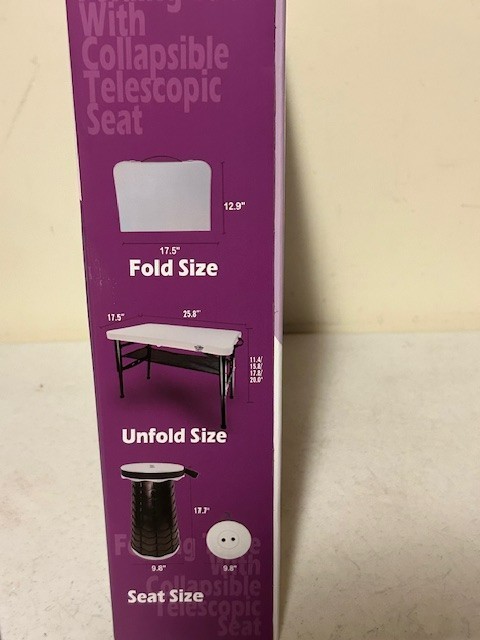 With
Collapsible
Telescopic
Seat
12.9"
17.5"
Fold Size
17.5"
25.8"
11.4/
15.8/
17.8/
20.0"
Unfold Size
17.7"
9.8"
9.8"
Seat Size
With
Collapsible
Telescopic
Seat